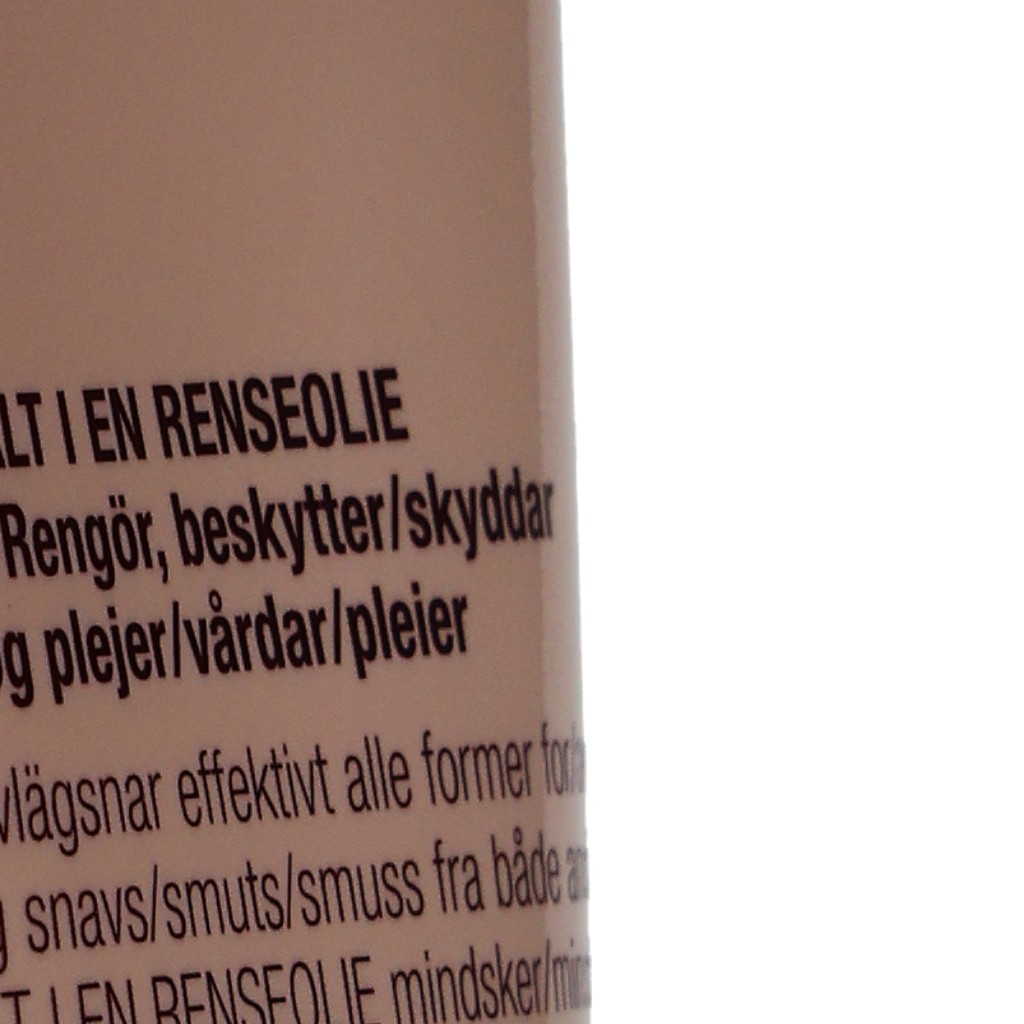 ALT I EN RENSEOLIE
Rengör, beskytter/skyddar
og plejer/vårdar/pleier
effektivt alle former
snavs/smuts/smuss fra både
I EN RENSEOLIE mindsker/